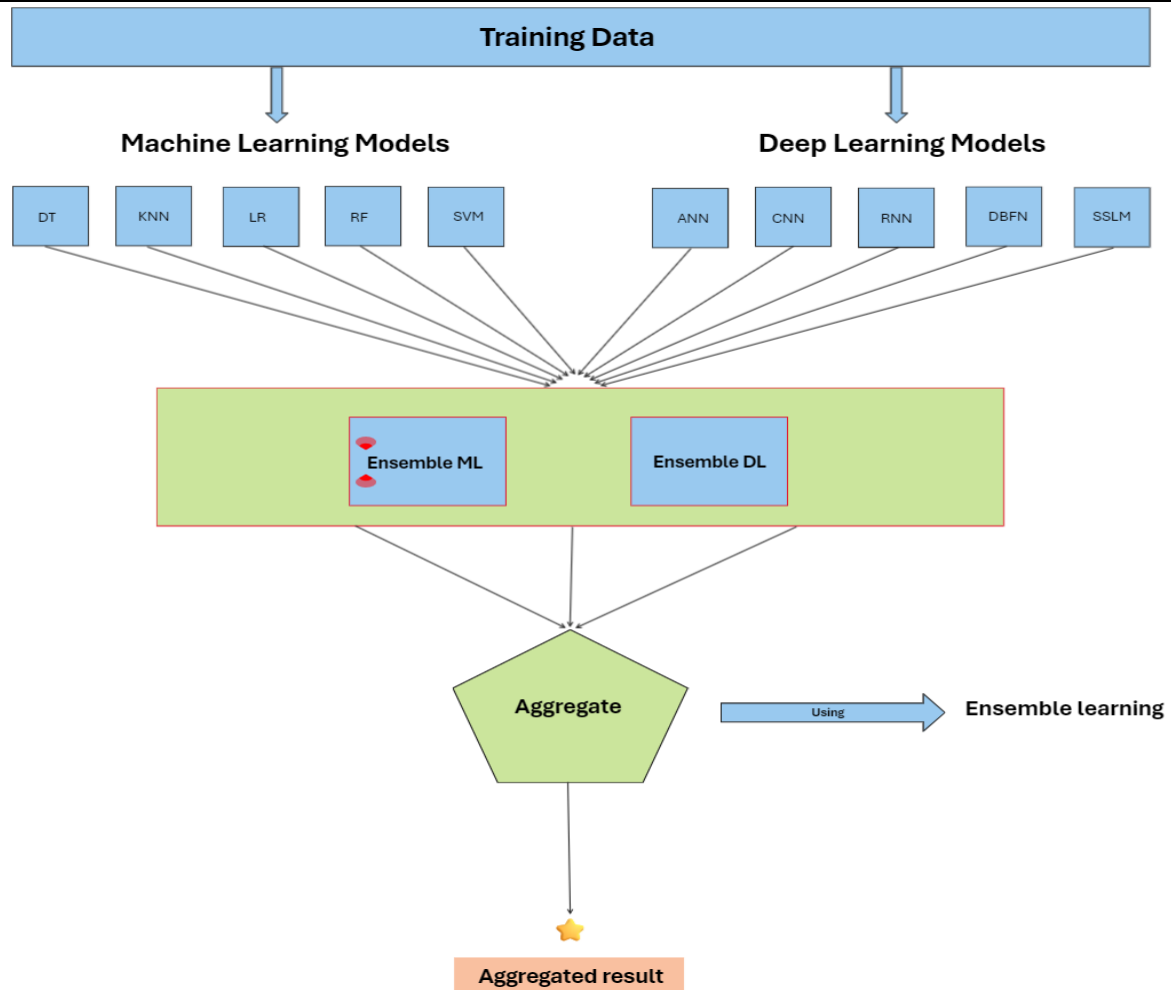 Training Data
Machine Learning Models
Deep Learning Models
DT
KNN
LR
RF
SVM
ANN
CNN
RNN
DBFN
SSLM
Ensemble ML
Ensemble DL
Aggregate
Using
Ensemble learning
Aggregated result